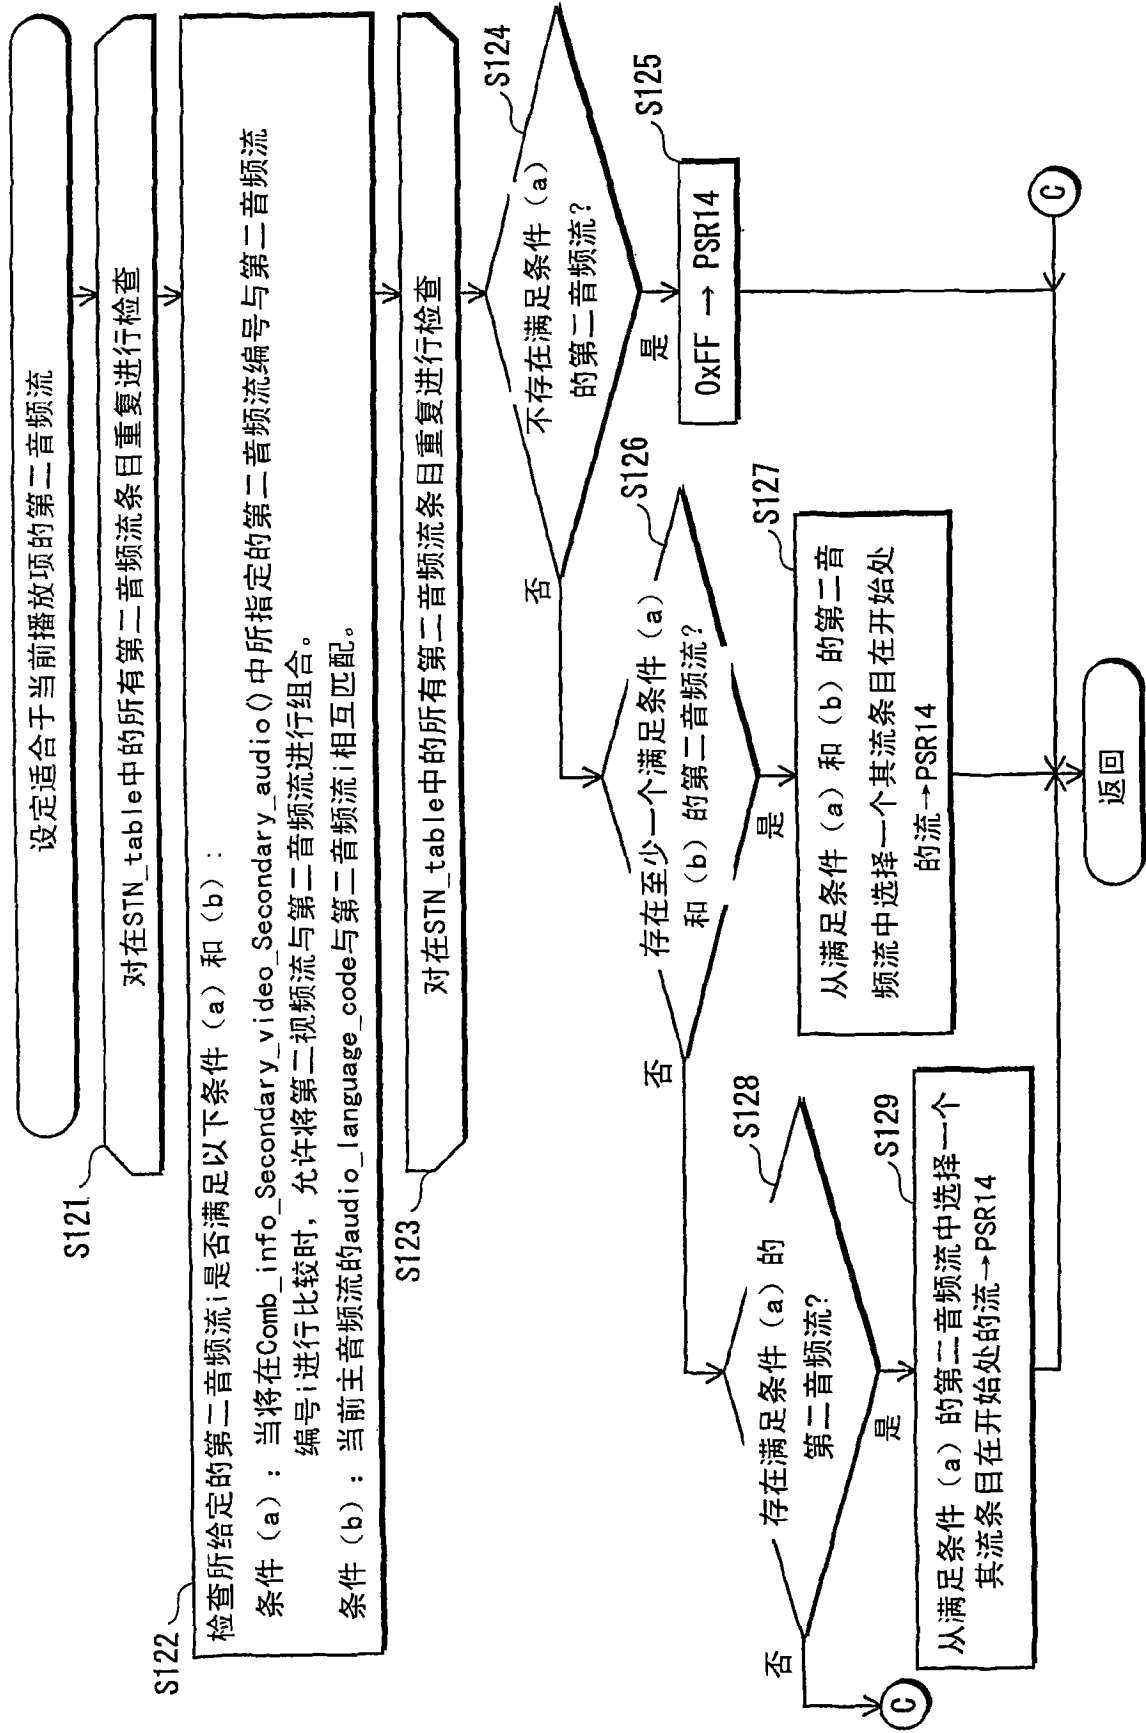 设定适合于当前播放项的第二音频流
S121
对在STN_table中的所有第二音频流条目重复进行检查
S122
检查所给定的第二音频流i是否满足以下条件（a）和（b）：
条件（a）：当将在Comb_info_Secondary_video_Secondary_audio()中所指定的第二音频流编号与第二音频流
编号i进行比较时，允许将第二视频流与第二音频流进行组合。
条件（b）：当前主音频流的audio_language_code与第二音频流i相互匹配。
S123
对在STN_table中的所有第二音频流条目重复进行检查
S124
不存在满足条件（a）
的第二音频流？
否
是
S125
0xFF → PSR14
S126
存在至少一个满足条件（a）
和（b）的第二音频流？
否
是
S127
从满足条件（a）和（b）的第二音
频流中选择一个其流条目在开始处
的流→PSR14
S128
存在满足条件（a）的
第二音频流？
否
是
S129
从满足条件（a）的第二音频流中选择一个
其流条目在开始处的流→PSR14
C
C
返回